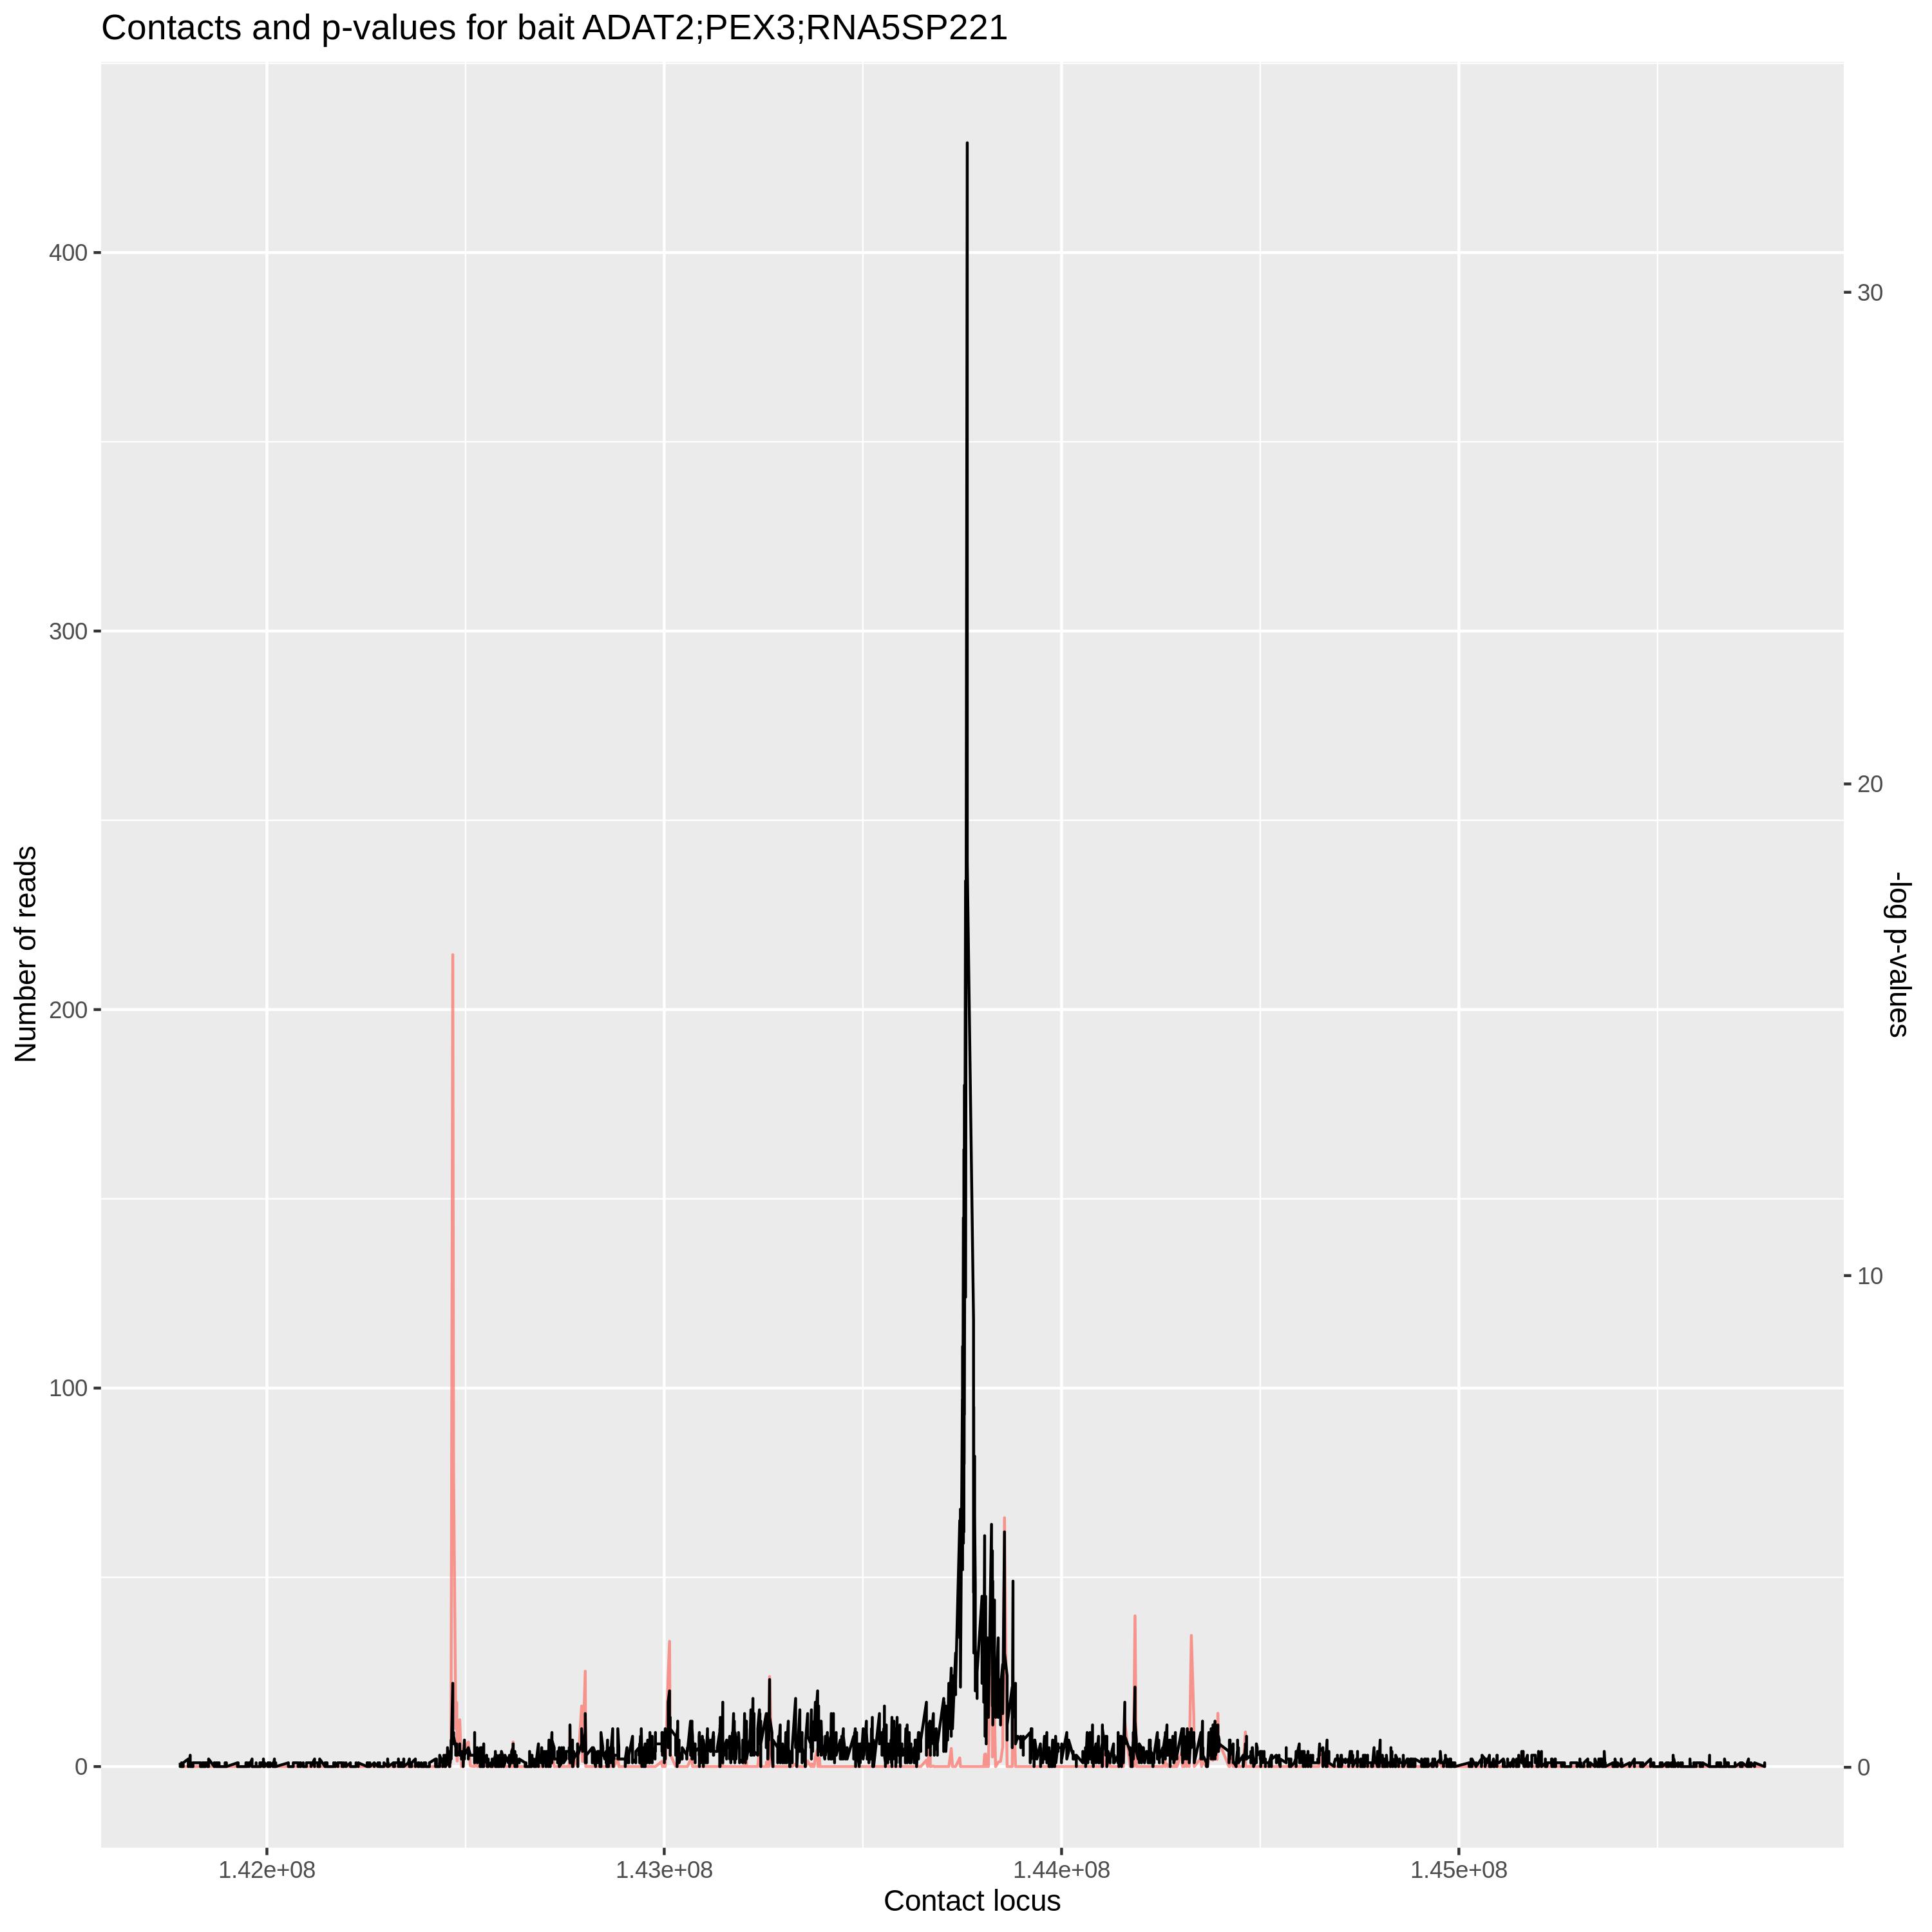 Contacts and p-values for bait ADAT2;PEX3;RNA5SP221
400
300
200
100
0
Number of reads
30
20
10
0
-log p-values
1.42e+08
1.43e+08
1.44e+08
1.45e+08
Contact locus